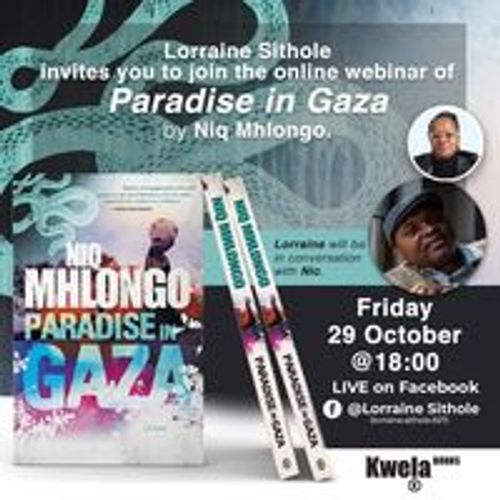 Lorraine Sithole
invites you to join the online webinar of
Paradise in Gaza
by Niq Mhlongo.
Lorraine will be
in conversation
with Niq.
NIQ
MHLONGO
PARADISE IN
GAZA
NIQ MHLONGO
PARADISE IN GAZA
NIQ MHLONGO
PARADISE IN GAZA
Friday
29 October
@18:00
LIVE on Facebook
@Lorraine Sithole
Kwela BOOKS